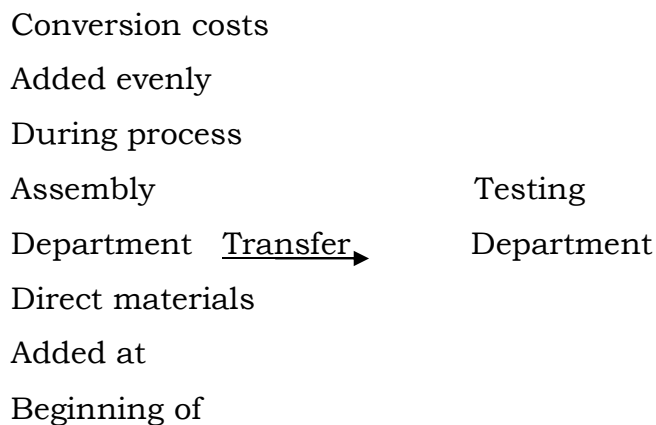 Conversion costs
Added evenly
During process
Assembly Testing
Department Transfer Department
Direct materials
Added at
Beginning of